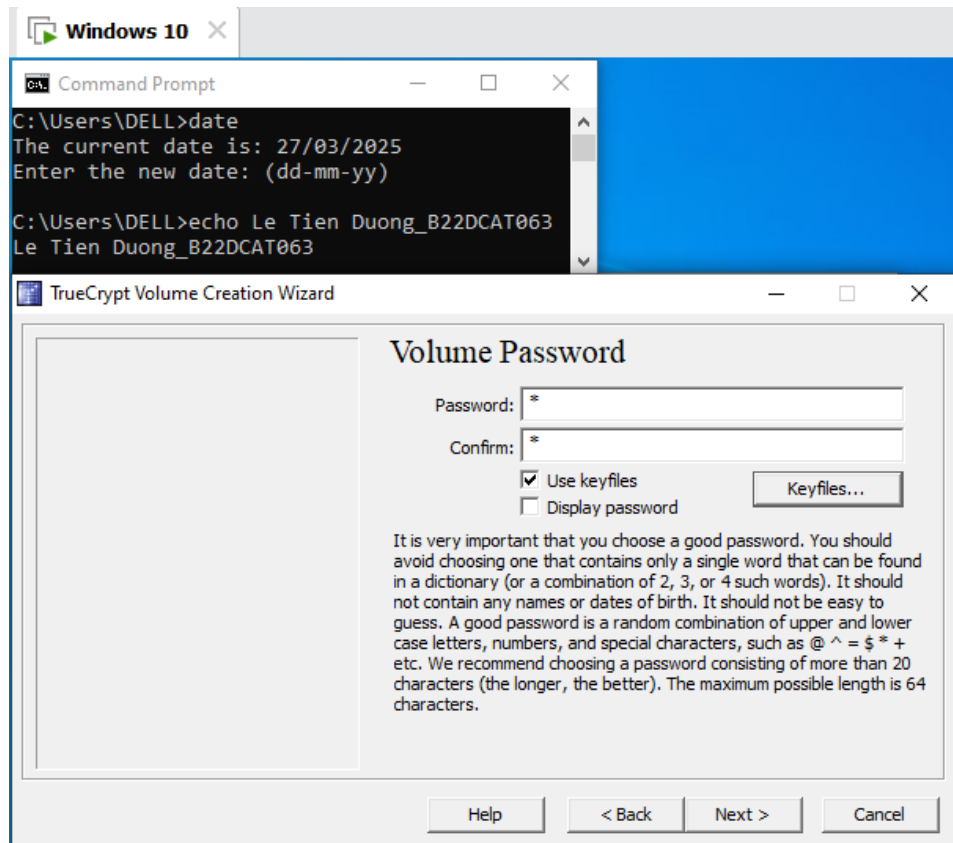 Windows 10
Command Prompt
C:\Users\DELL>date
The current date is: 27/03/2025
Enter the new date: (dd-mm-yy)
C:\Users\DELL>echo Le Tien Duong_B22DCAT063
Le Tien Duong_B22DCAT063
TrueCrypt Volume Creation Wizard
Volume Password
Password: *
Confirm: *
Use keyfiles
Keyfiles...
Display password
It is very important that you choose a good password. You should
avoid choosing one that contains only a single word that can be found
in a dictionary (or a combination of 2, 3, or 4 such words). It should
not contain any names or dates of birth. It should not be easy to
guess. A good password is a random combination of upper and lower
case letters, numbers, and special characters, such as @ ^ = $ * +
etc. We recommend choosing a password consisting of more than 20
characters (the longer, the better). The maximum possible length is 64
characters.
Help
< Back
Next >
Cancel